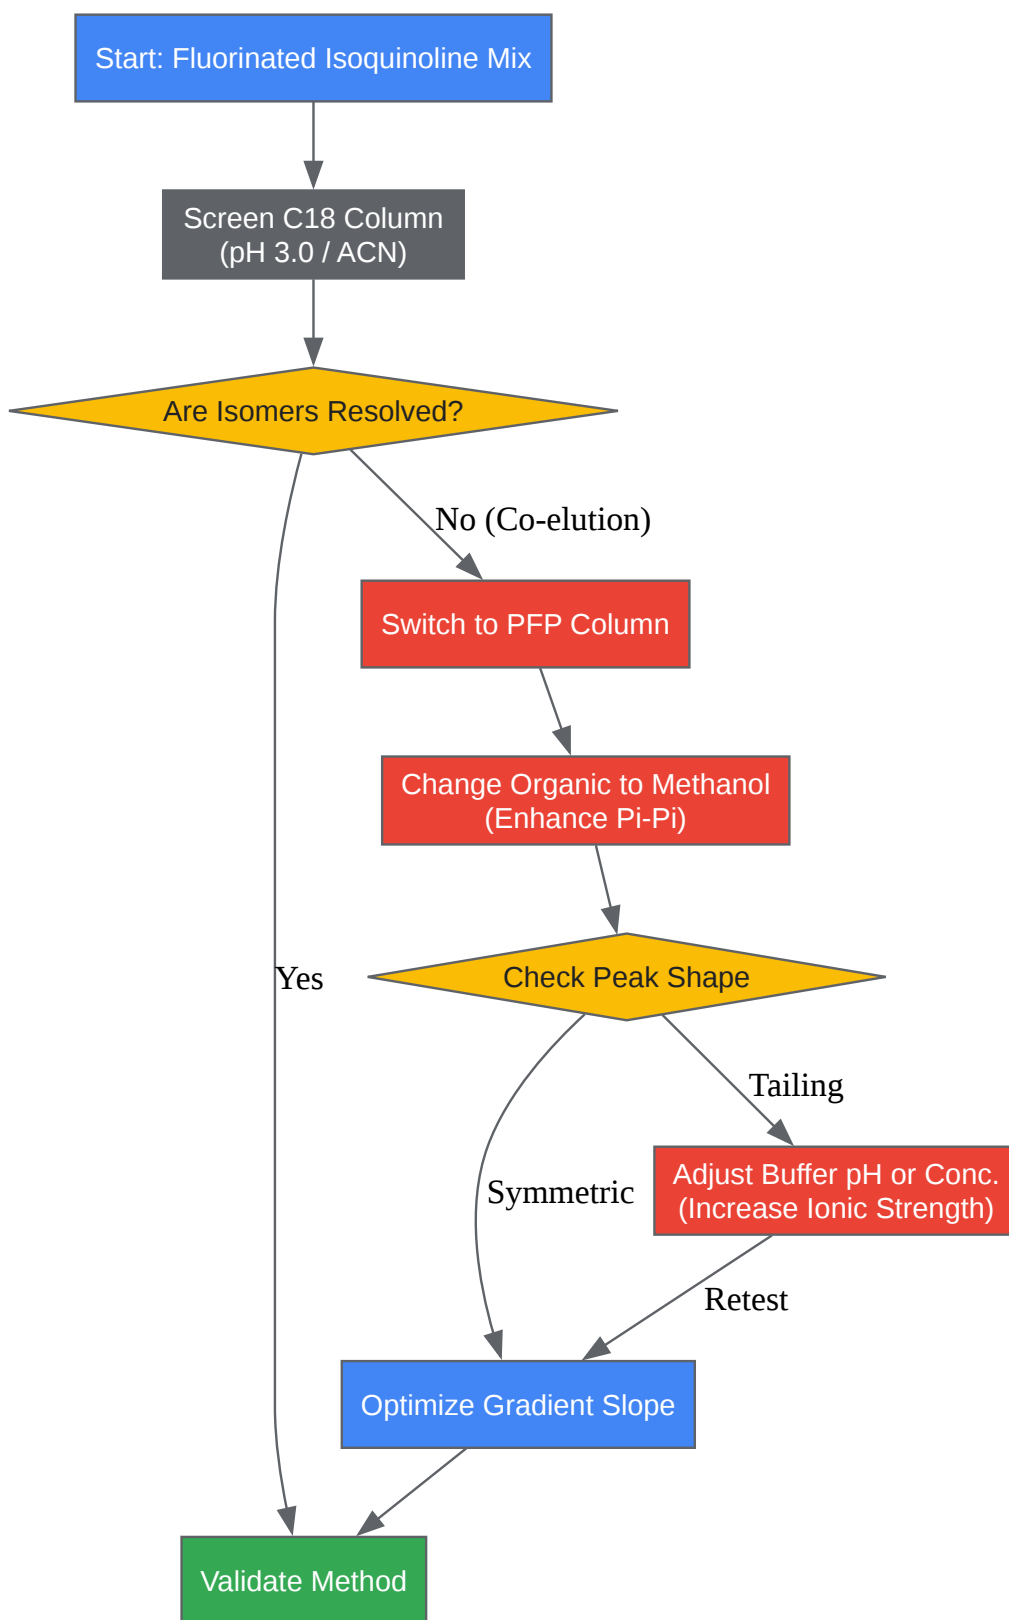 Start: Fluorinated Isoquinoline Mix
Screen C18 Column
(pH 3.0 / ACN)
Are Isomers Resolved?
No (Co-elution)
Switch to PFP Column
Change Organic to Methanol
(Enhance Pi-Pi)
Yes
Check Peak Shape
Tailing
Adjust Buffer pH or Conc.
(Increase Ionic Strength)
Symmetric
Retest
Optimize Gradient Slope
Validate Method